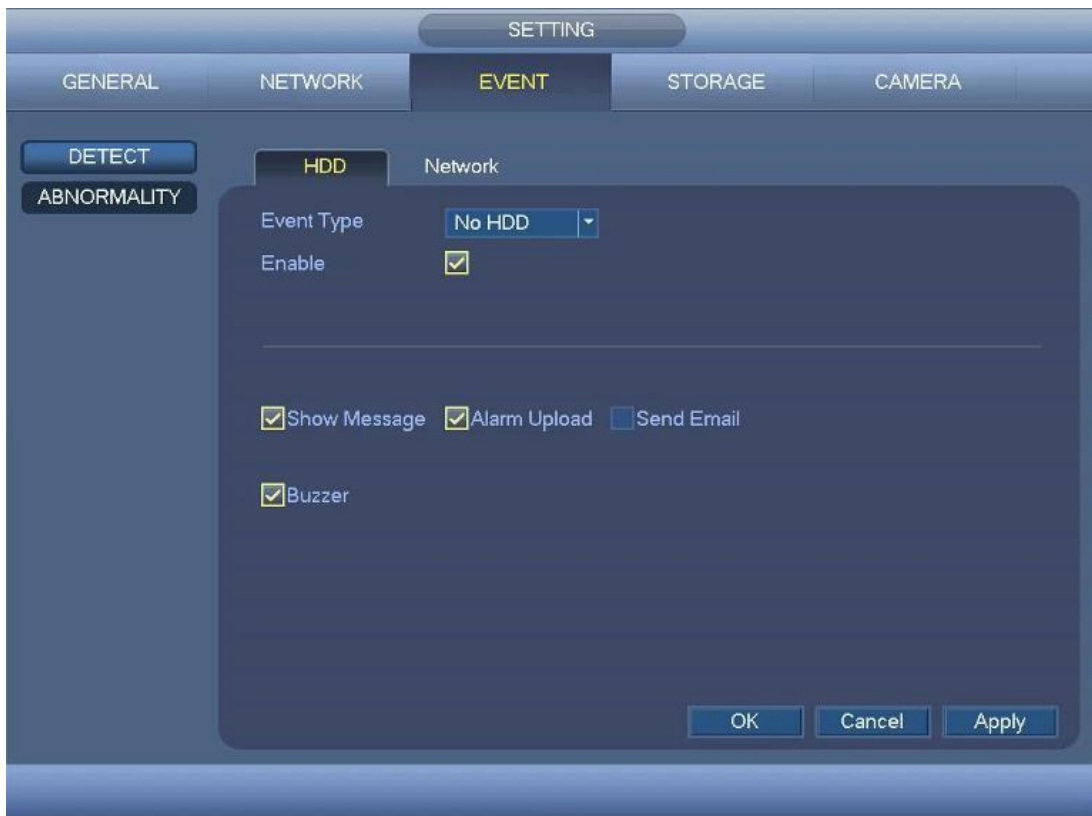 SETTING
GENERAL NETWORK EVENT STORAGE CAMERA
DETECT
ABNORMALITY
HDD Network
Event Type No HDD
Enable
Show Message Alarm Upload Send Email
Buzzer
OK Cancel Apply